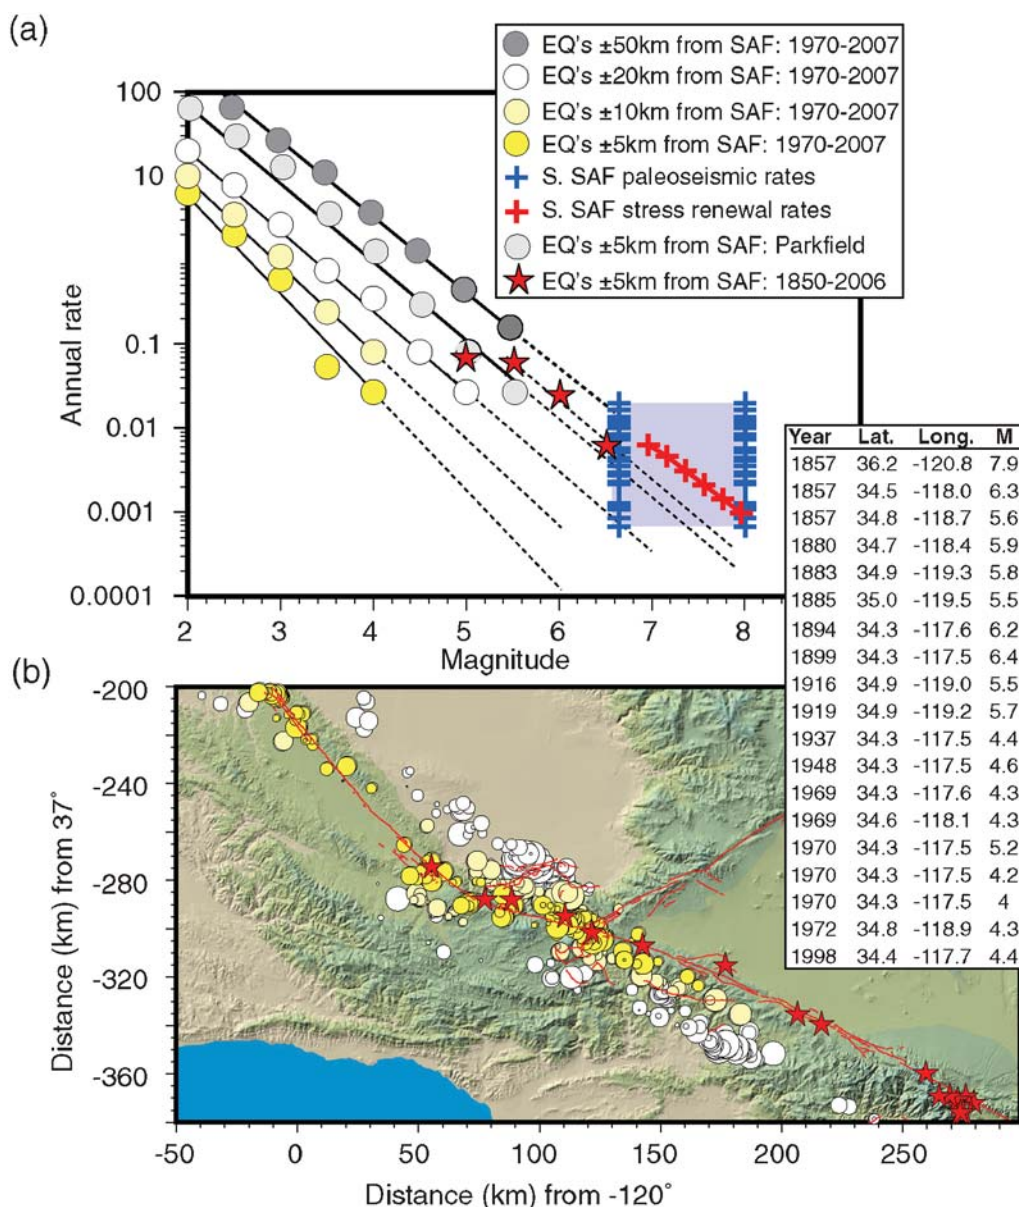 (a)
EQ's ±50km from SAF: 1970-2007
EQ's ±20km from SAF: 1970-2007
EQ's ±10km from SAF: 1970-2007
EQ's ±5km from SAF: 1970-2007
S. SAF paleoseismic rates
S. SAF stress renewal rates
EQ's ±5km from SAF: Parkfield
EQ's ±5km from SAF: 1850-2006
Annual rate
100
10
1
0.1
0.01
0.001
0.0001
2 3 4 5 6 7 8
Magnitude
Year Lat. Long. M
1857 36.2 -120.8 7.9
1857 34.5 -118.0 6.3
1857 34.8 -118.7 5.6
1880 34.7 -118.4 5.9
1883 34.9 -119.3 5.8
1885 35.0 -119.5 5.5
1894 34.3 -117.6 6.2
1899 34.3 -117.5 6.4
1916 34.9 -119.0 5.5
1919 34.9 -119.2 5.7
1937 34.3 -117.5 4.4
1948 34.3 -117.5 4.6
1969 34.3 -117.6 4.3
1969 34.6 -118.1 4.3
1970 34.3 -117.5 5.2
1970 34.3 -117.5 4.2
1970 34.3 -117.5 4
1972 34.8 -118.9 4.3
1998 34.4 -117.7 4.4
(b)
Distance (km) from 37˚
-200
-240
-280
-320
-360
-50 0 50 100 150 200 250
Distance (km) from -120˚